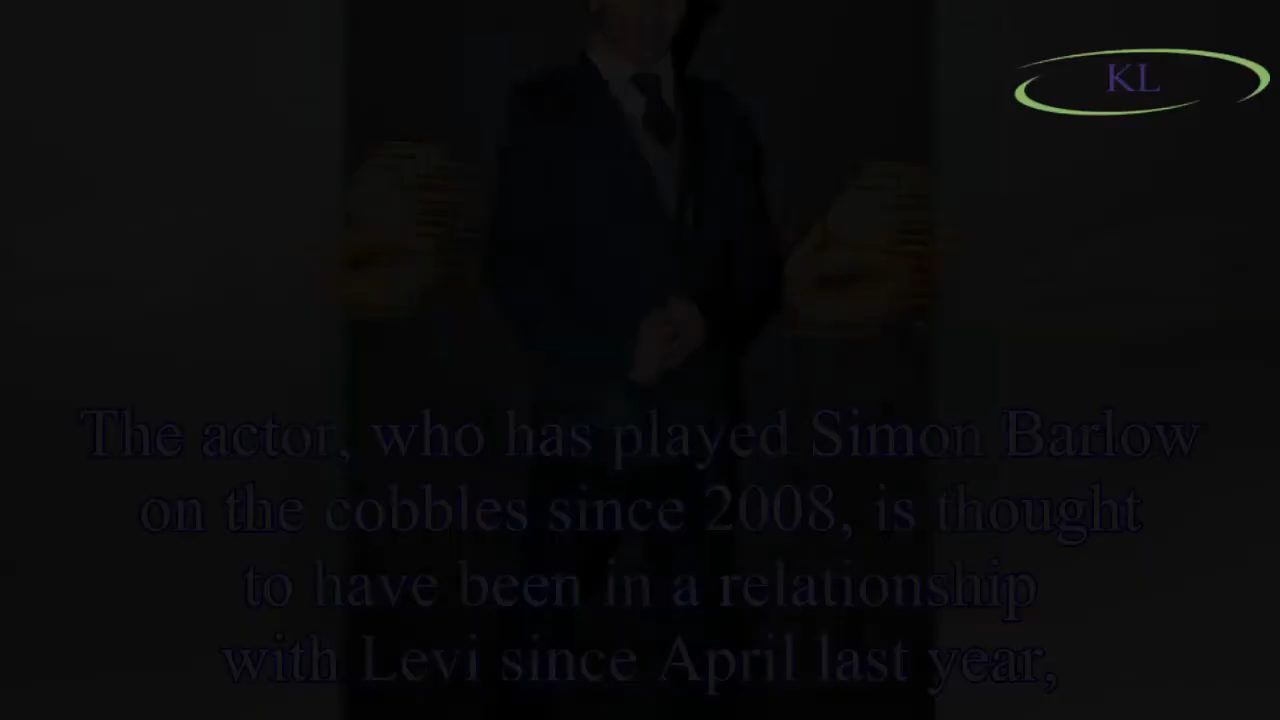 KL
The actor, who has played Simon Barlow
on the cobbles since 2008, is thought
to have been in a relationship
with Levi since April last year,